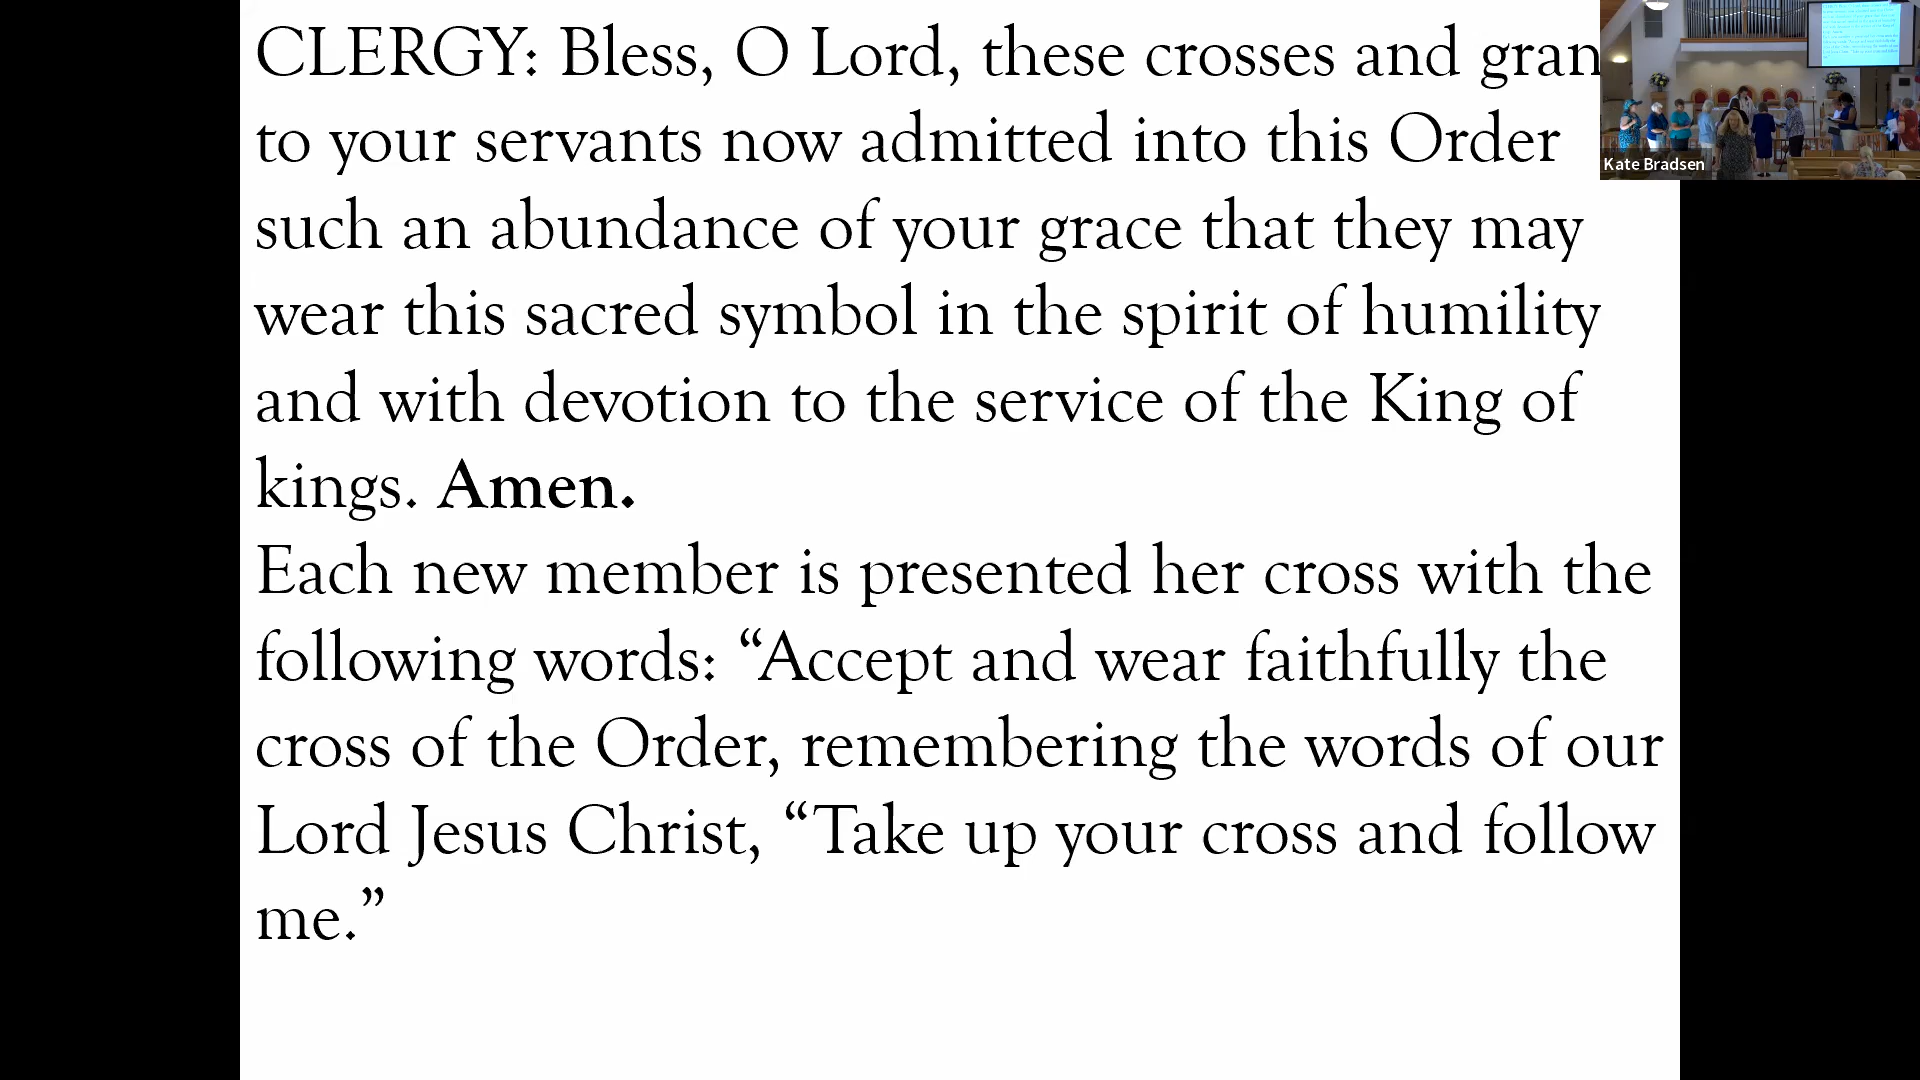 CLERGY: Bless, O Lord, these crosses and gran
to your servants now admitted into this Order
such an abundance of your grace that they may
wear this sacred symbol in the spirit of humility
and with devotion to the service of the King of
kings. Amen.
Each new member is presented her cross with the
following words: “Accept and wear faithfully the
cross of the Order, remembering the words of our
Lord Jesus Christ, “Take up your cross and follow
me.”
Kate Bradsen